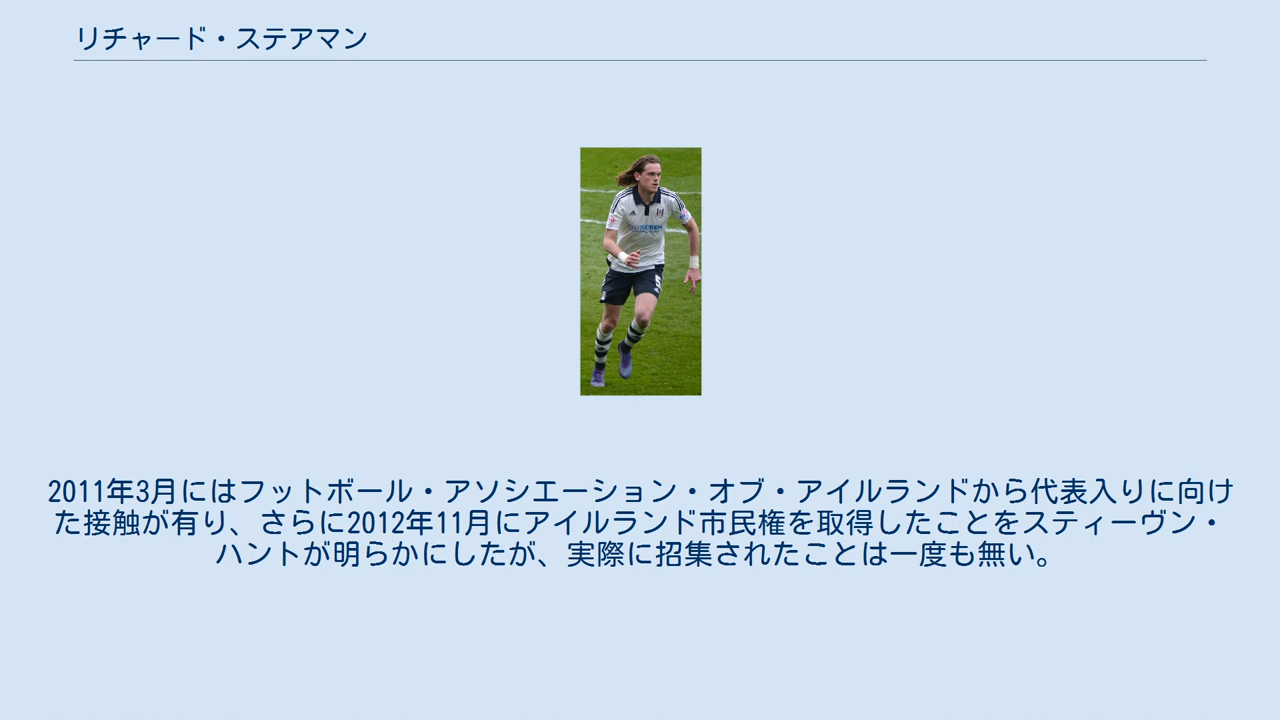 リチャード・ステアマン
2011年3月にはフットボール・アソシエーション・オブ・アイルランドから代表入りに向け
た接触が有り、さらに2012年11月にアイルランド市民権を取得したことをスティーヴン・
ハントが明らかにしたが、実際に招集されたことは一度も無い。